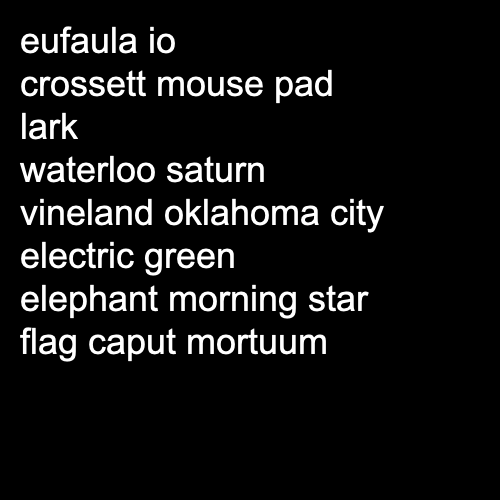 eufaula io
crossett mouse pad
lark
waterloo saturn
vineland oklahoma city
electric green
elephant morning star
flag caput mortuum